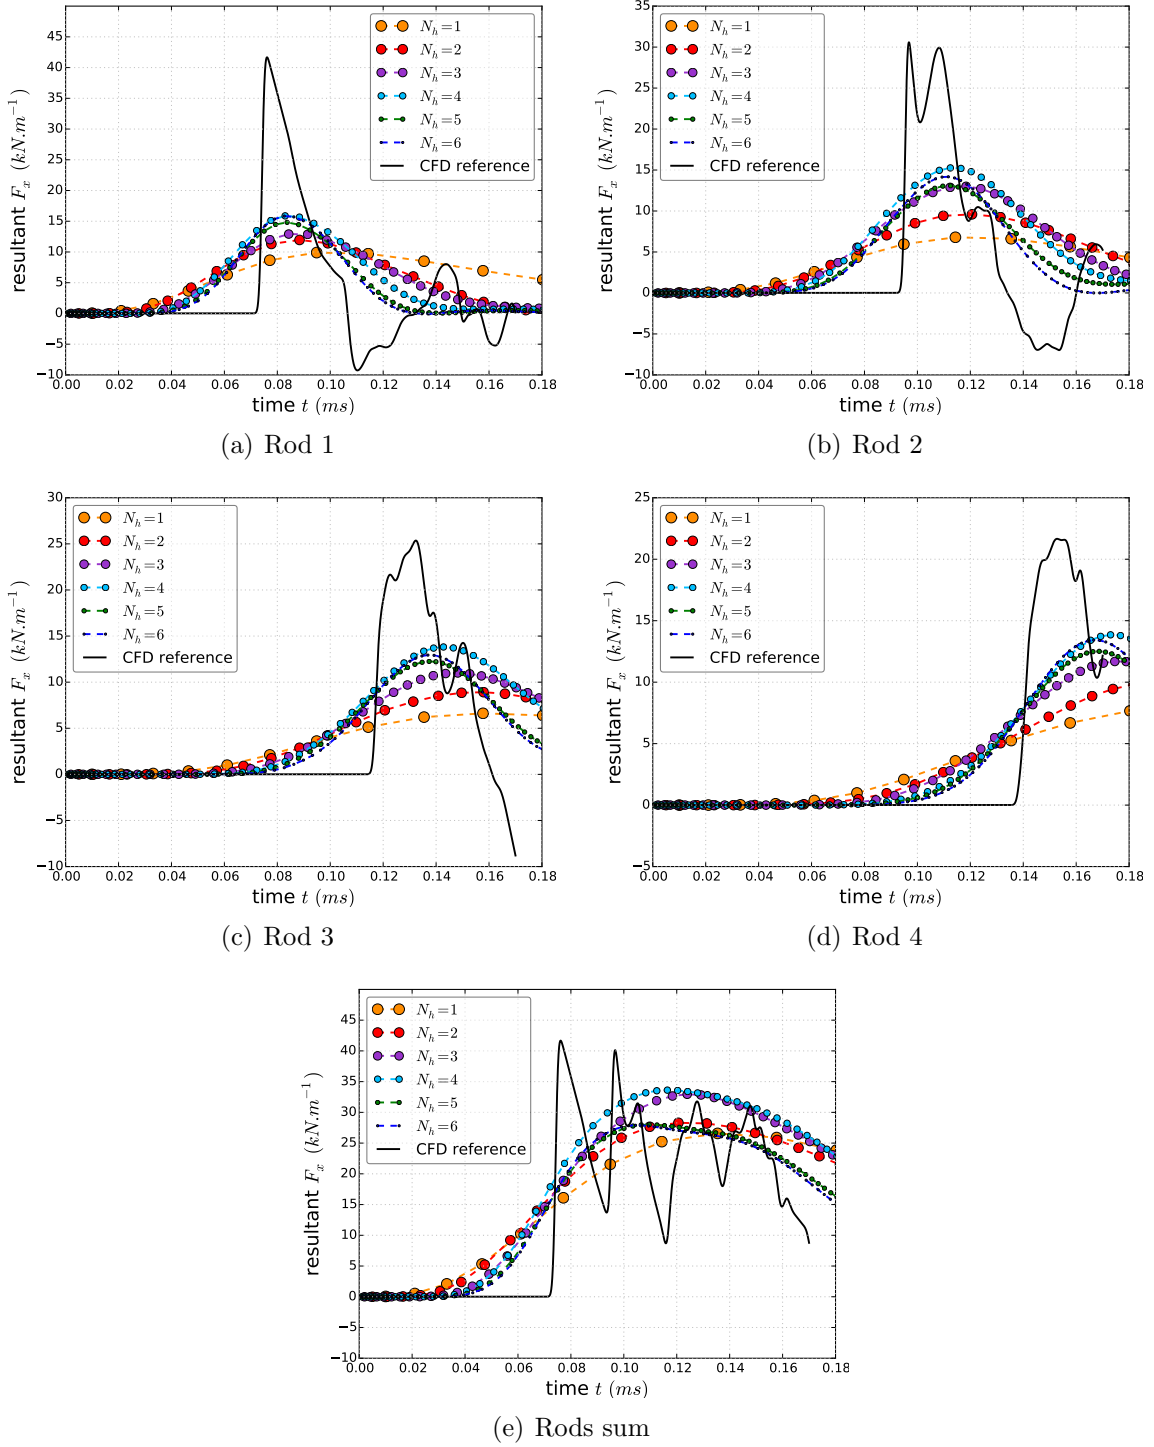 resultant F_x (kN.m^{-1})
45
40
35
30
25
20
15
10
5
0
−5
−10
N_h=1
N_h=2
N_h=3
N_h=4
N_h=5
N_h=6
CFD reference
0.00 0.02 0.04 0.06 0.08 0.10 0.12 0.14 0.16 0.18
time t (ms)
(a) Rod 1
resultant F_x (kN.m^{-1})
35
30
25
20
15
10
5
0
−5
−10
N_h=1
N_h=2
N_h=3
N_h=4
N_h=5
N_h=6
CFD reference
0.00 0.02 0.04 0.06 0.08 0.10 0.12 0.14 0.16 0.18
time t (ms)
(b) Rod 2
resultant F_x (kN.m^{-1})
30
25
20
15
10
5
0
−5
−10
N_h=1
N_h=2
N_h=3
N_h=4
N_h=5
N_h=6
CFD reference
0.00 0.02 0.04 0.06 0.08 0.10 0.12 0.14 0.16 0.18
time t (ms)
(c) Rod 3
resultant F_x (kN.m^{-1})
25
20
15
10
5
0
−5
N_h=1
N_h=2
N_h=3
N_h=4
N_h=5
N_h=6
CFD reference
0.00 0.02 0.04 0.06 0.08 0.10 0.12 0.14 0.16 0.18
time t (ms)
(d) Rod 4
resultant F_x (kN.m^{-1})
45
40
35
30
25
20
15
10
5
0
−5
−10
N_h=1
N_h=2
N_h=3
N_h=4
N_h=5
N_h=6
CFD reference
0.00 0.02 0.04 0.06 0.08 0.10 0.12 0.14 0.16 0.18
time t (ms)
(e) Rods sum